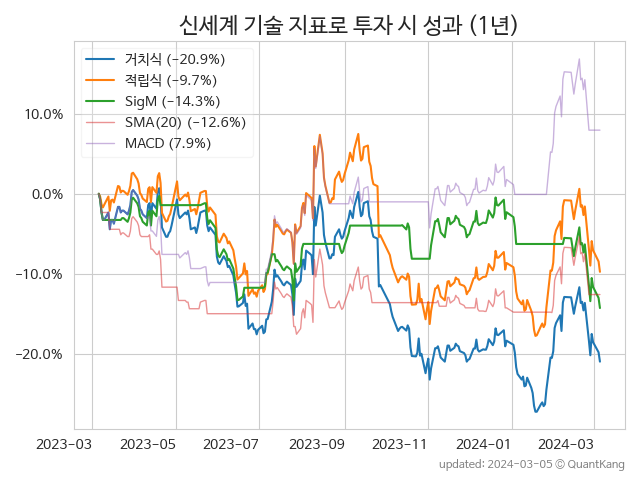 신세계 기술 지표로 투자 시 성과 (1년)
거치식 (−20.9%)
적립식 (−9.7%)
SigM (−14.3%)
SMA(20) (−12.6%)
MACD (7.9%)
10.0%
0.0%
−10.0%
−20.0%
2023−03 2023−05 2023−07 2023−09 2023−11 2024−01 2024−03
updated: 2024−03−05 © QuantKang